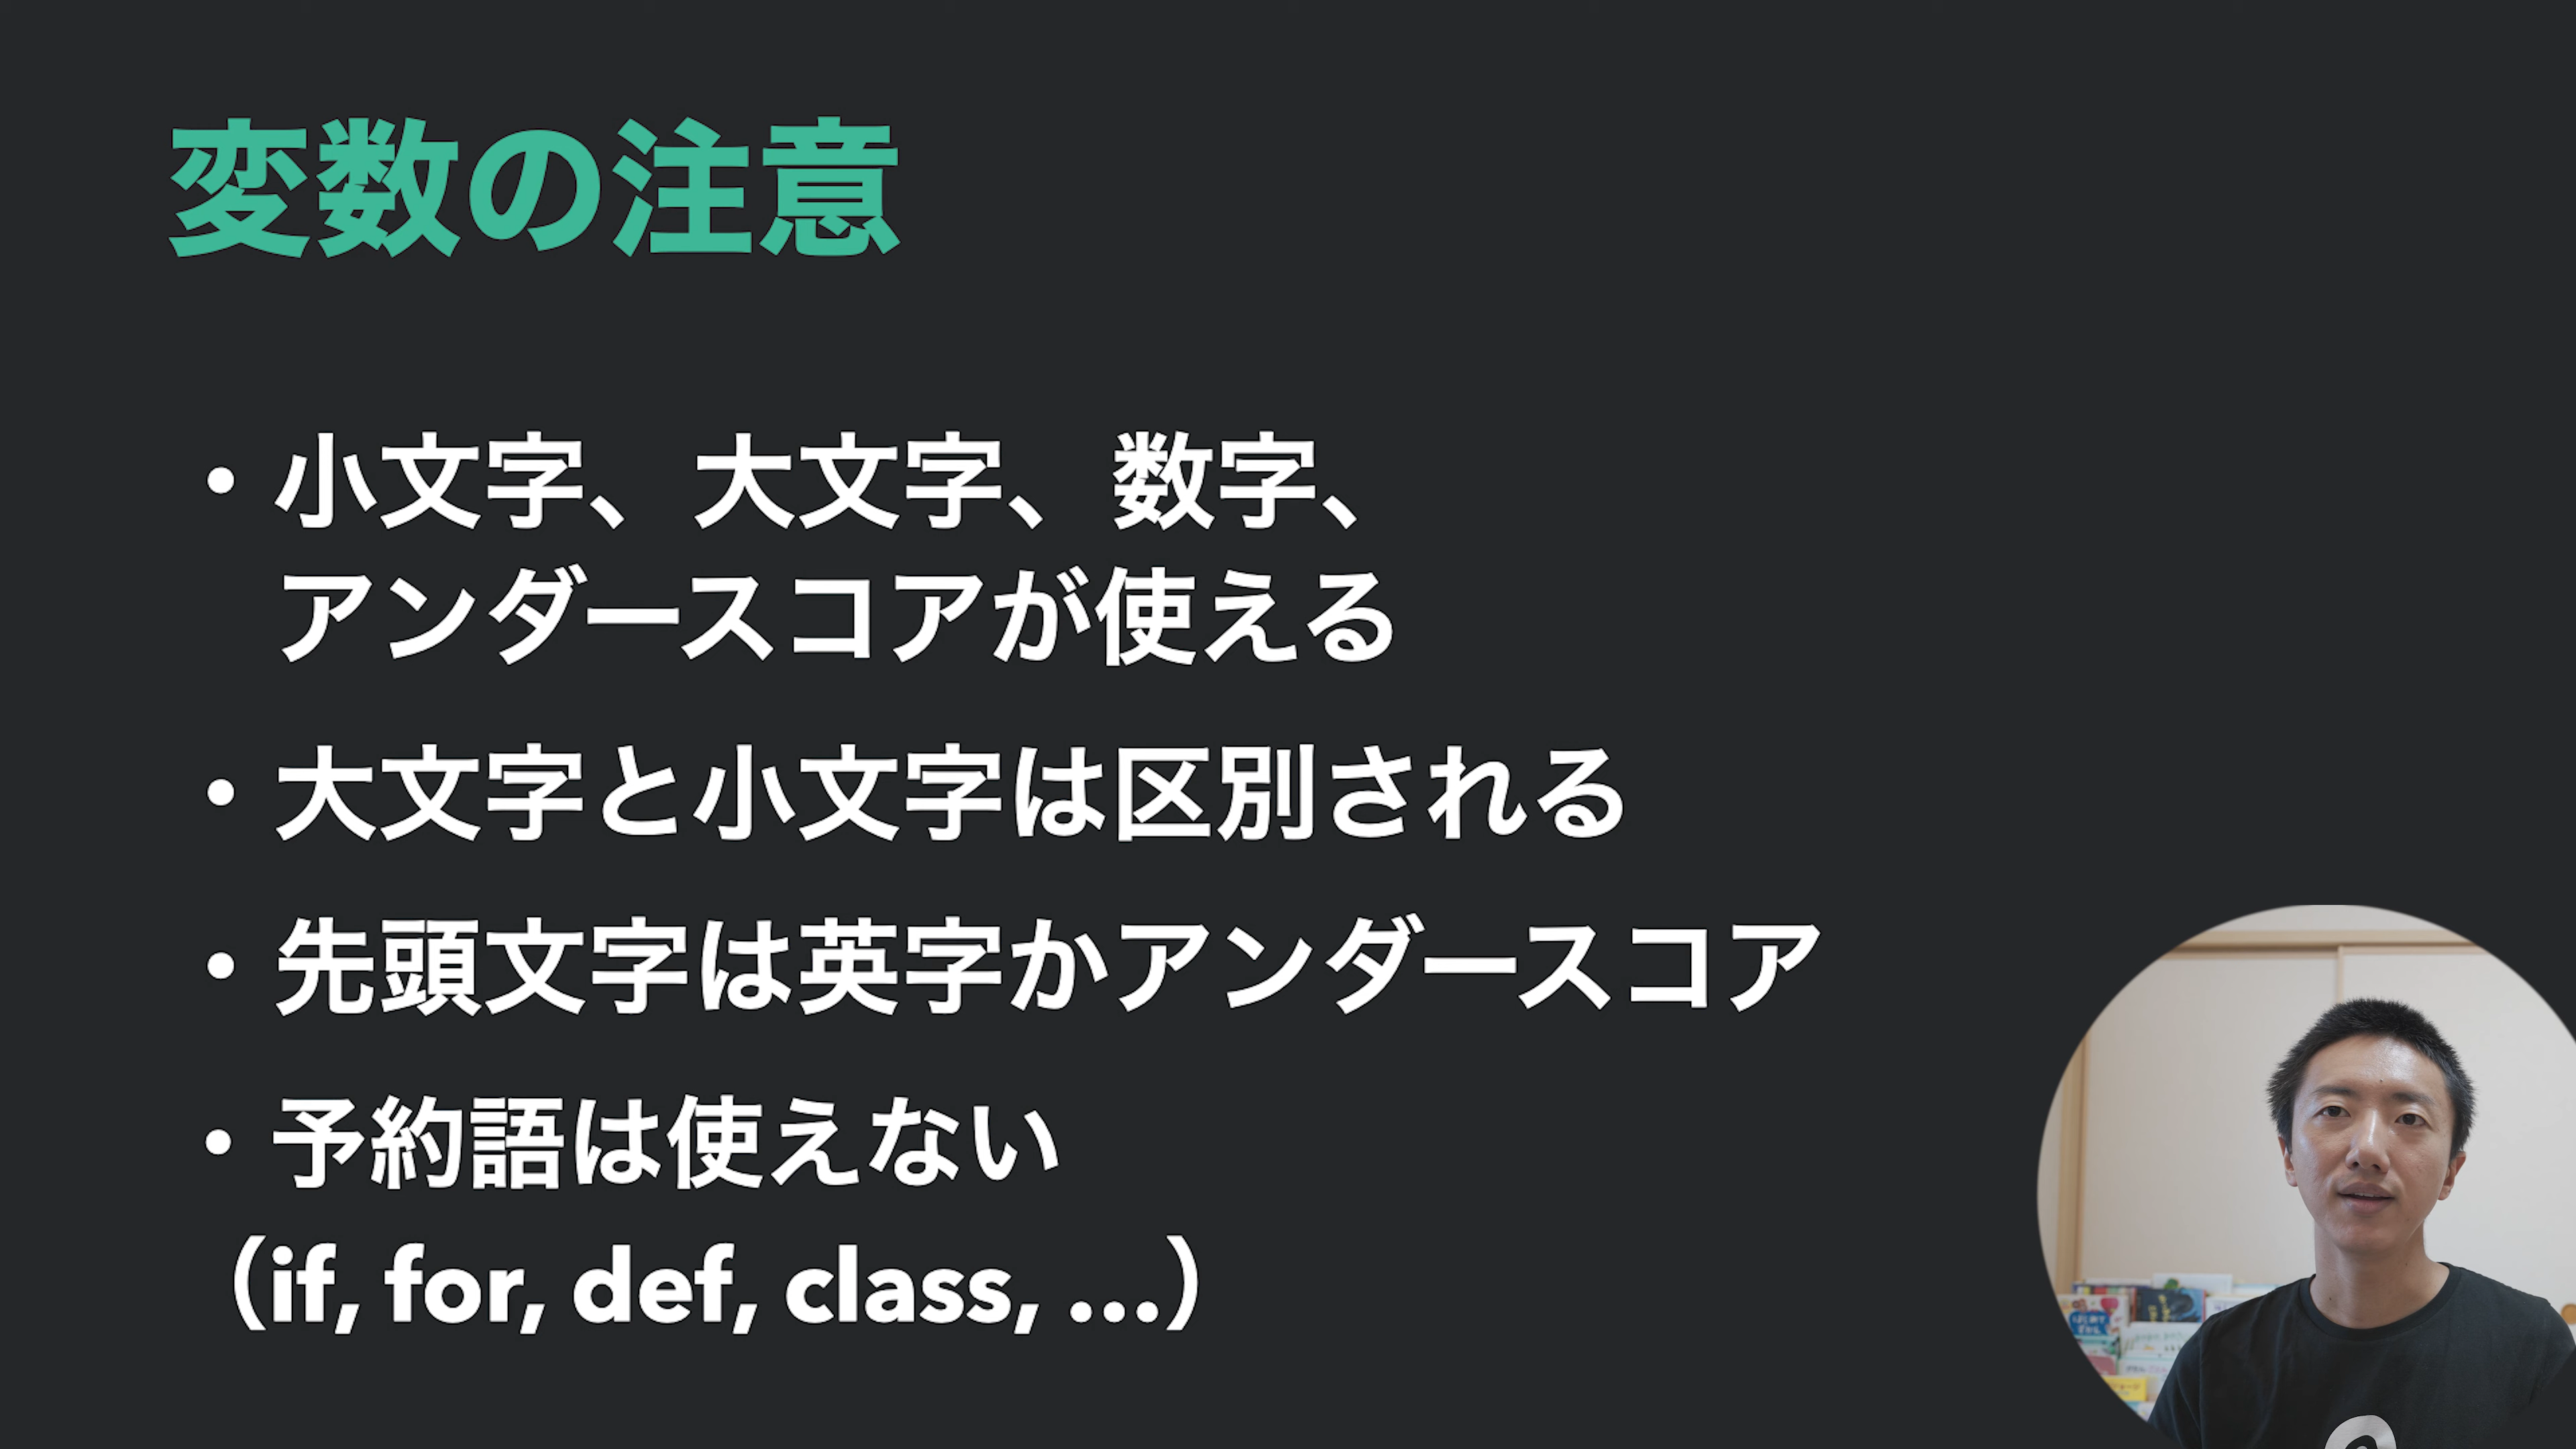 変数の注意
・小文字、大文字、数字、
アンダースコアが使える
・大文字と小文字は区別される
・先頭文字は英字かアンダースコア
・予約語は使えない
（if, for, def, class, ...）